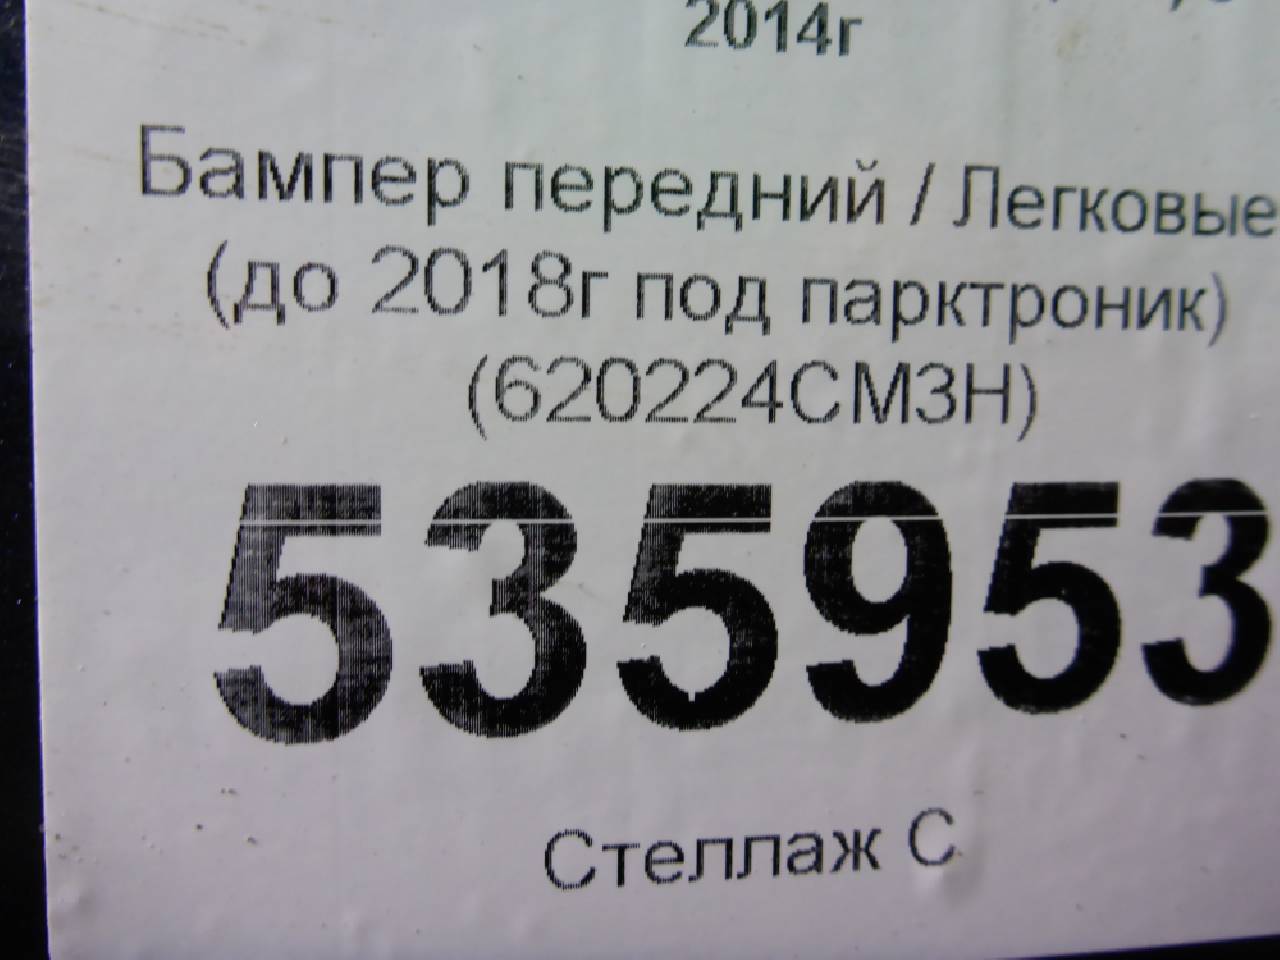 2014г
Бампер передний / Легковые
(до 2018г под парктроник)
(620224CM3H)
535953
Стеллаж С